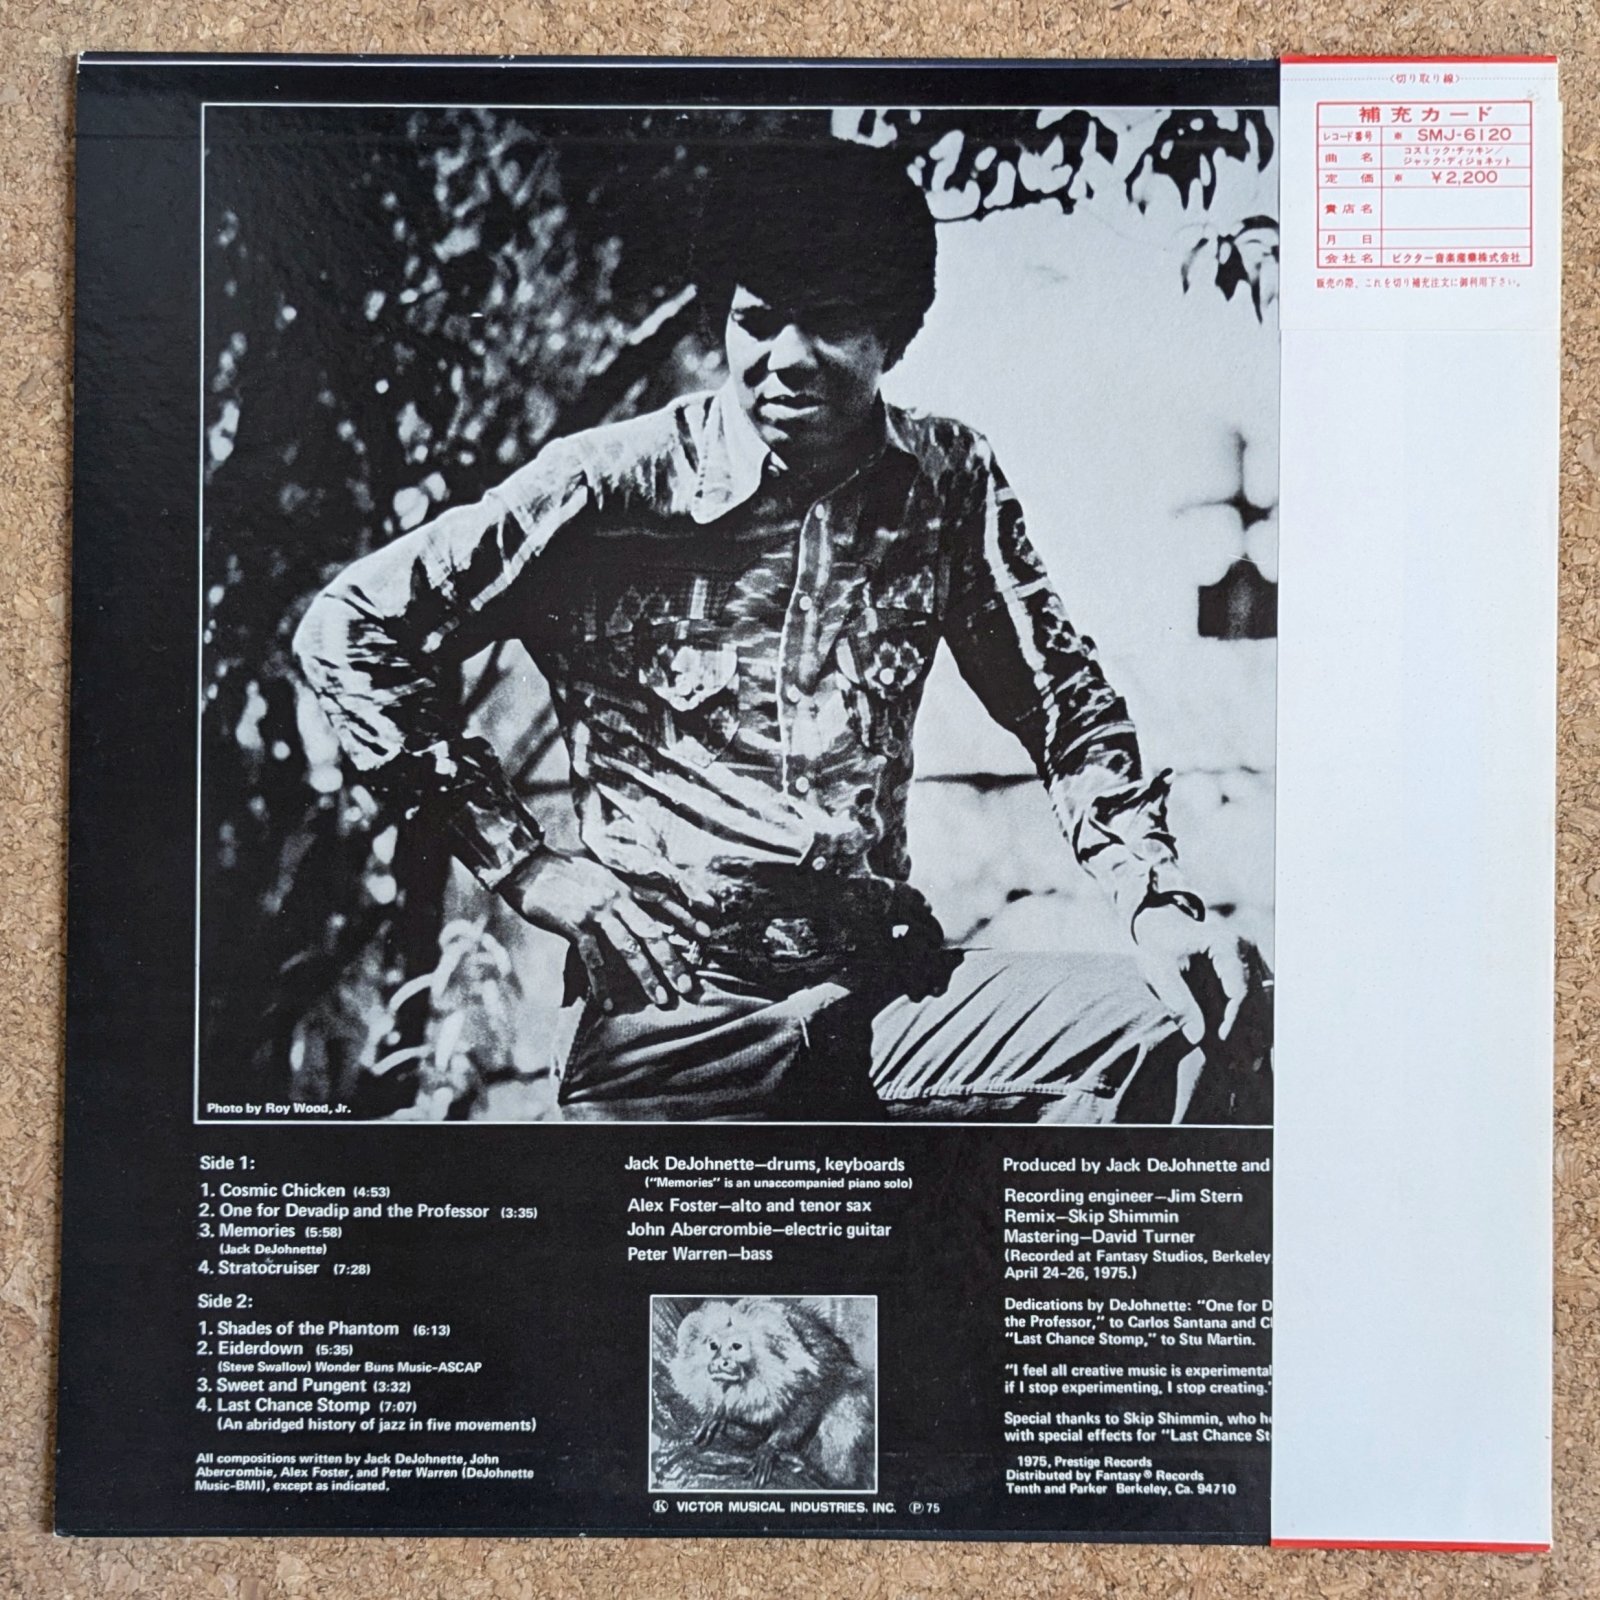 〈切り取り線〉
補充カード
レコード番号 ※ SMJ-6120
曲名 コスミック・チッキン/
ジャック・ディジョネット
定価 ※ ¥2,200
貴店名
月日
会社名 ビクター音楽産業株式会社
販売の際、これを切り補充注文に御利用下さい。
Photo by Roy Wood, Jr.
Side 1:
1. Cosmic Chicken (4:53)
2. One for Devadip and the Professor (3:35)
3. Memories (5:58)
(Jack DeJohnette)
4. Stratocruiser (7:28)
Side 2:
1. Shades of the Phantom (6:13)
2. Eiderdown (5:35)
(Steve Swallow) Wonder Buns Music-ASCAP
3. Sweet and Pungent (3:32)
4. Last Chance Stomp (7:07)
(An abridged history of jazz in five movements)
All compositions written by Jack DeJohnette, John
Abercrombie, Alex Foster, and Peter Warren (DeJohnette
Music-BMI), except as indicated.
Jack DeJohnette—drums, keyboards
("Memories" is an unaccompanied piano solo)
Alex Foster—alto and tenor sax
John Abercrombie—electric guitar
Peter Warren—bass
Ⓚ VICTOR MUSICAL INDUSTRIES, INC. Ⓟ 75
Produced by Jack DeJohnette and
Recording engineer—Jim Stern
Remix—Skip Shimmin
Mastering—David Turner
(Recorded at Fantasy Studios, Berkeley
April 24-26, 1975.)
Dedications by DeJohnette: "One for D
the Professor," to Carlos Santana and
"Last Chance Stomp," to Stu Martin.
"I feel all creative music is experimental
if I stop experimenting, I stop creating."
Special thanks to Skip Shimmin, who
with special effects for "Last Chance St
1975, Prestige Records
Distributed by Fantasy® Records
Tenth and Parker Berkeley, Ca. 94710